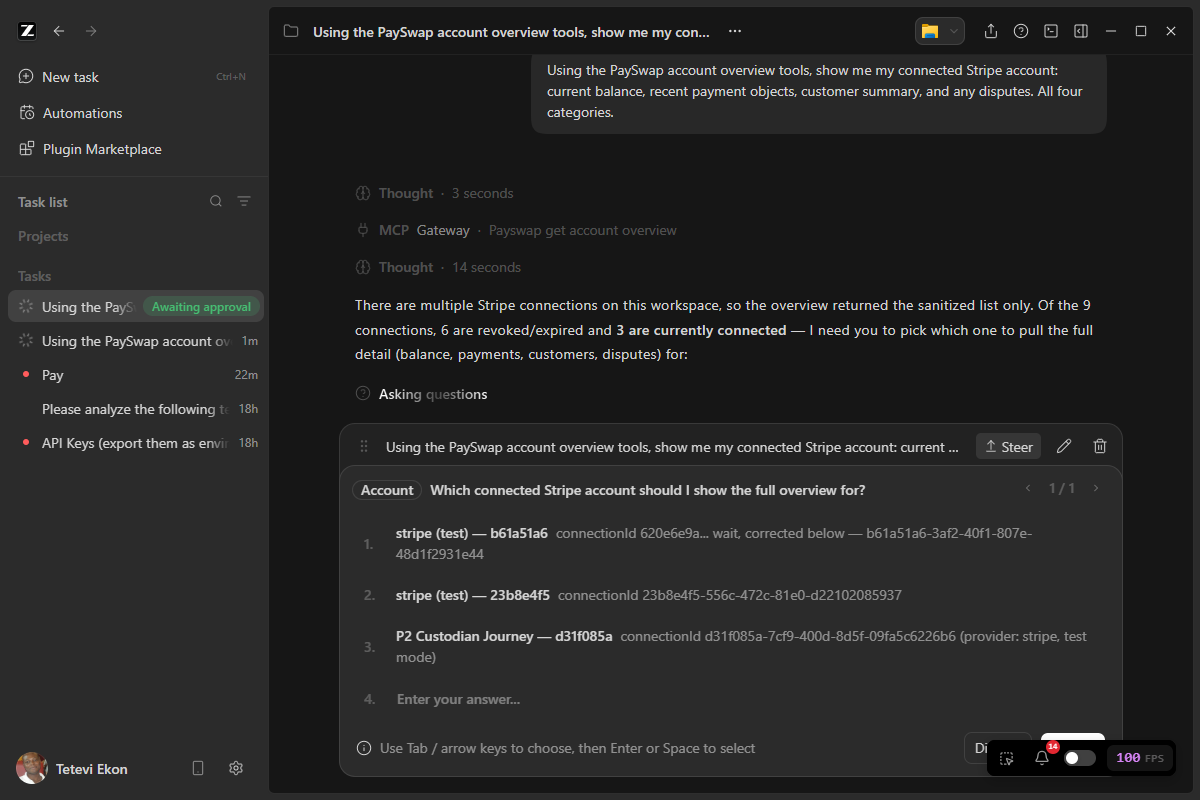 Z
New task
Ctrl+N
Automations
Plugin Marketplace
Task list
Projects
Tasks
Using the PayS
Awaiting approval
Using the PaySwap account ov
1m
Pay
22m
Please analyze the following te
18h
API Keys (export them as envir
18h
Tetevi Ekon
Using the PaySwap account overview tools, show me my con...
Using the PaySwap account overview tools, show me my connected Stripe account:
current balance, recent payment objects, customer summary, and any disputes. All four
categories.
Thought · 3 seconds
MCP Gateway · Payswap get account overview
Thought · 14 seconds
There are multiple Stripe connections on this workspace, so the overview returned the sanitized list only. Of the 9
connections, 6 are revoked/expired and 3 are currently connected — I need you to pick which one to pull the full
detail (balance, payments, customers, disputes) for:
Asking questions
Using the PaySwap account overview tools, show me my connected Stripe account: current ...
Steer
Account Which connected Stripe account should I show the full overview for?
1 / 1
1. stripe (test) — b61a51a6 connectionId 620e6e9a... wait, corrected below — b61a51a6-3af2-40f1-807e-
48d1f2931e44
2. stripe (test) — 23b8e4f5 connectionId 23b8e4f5-556c-472c-81e0-d22102085937
3. P2 Custodian Journey — d31f085a connectionId d31f085a-7cf9-400d-8d5f-09fa5c6226b6 (provider: stripe, test
mode)
4. Enter your answer...
Use Tab / arrow keys to choose, then Enter or Space to select
Di
14
100 FPS